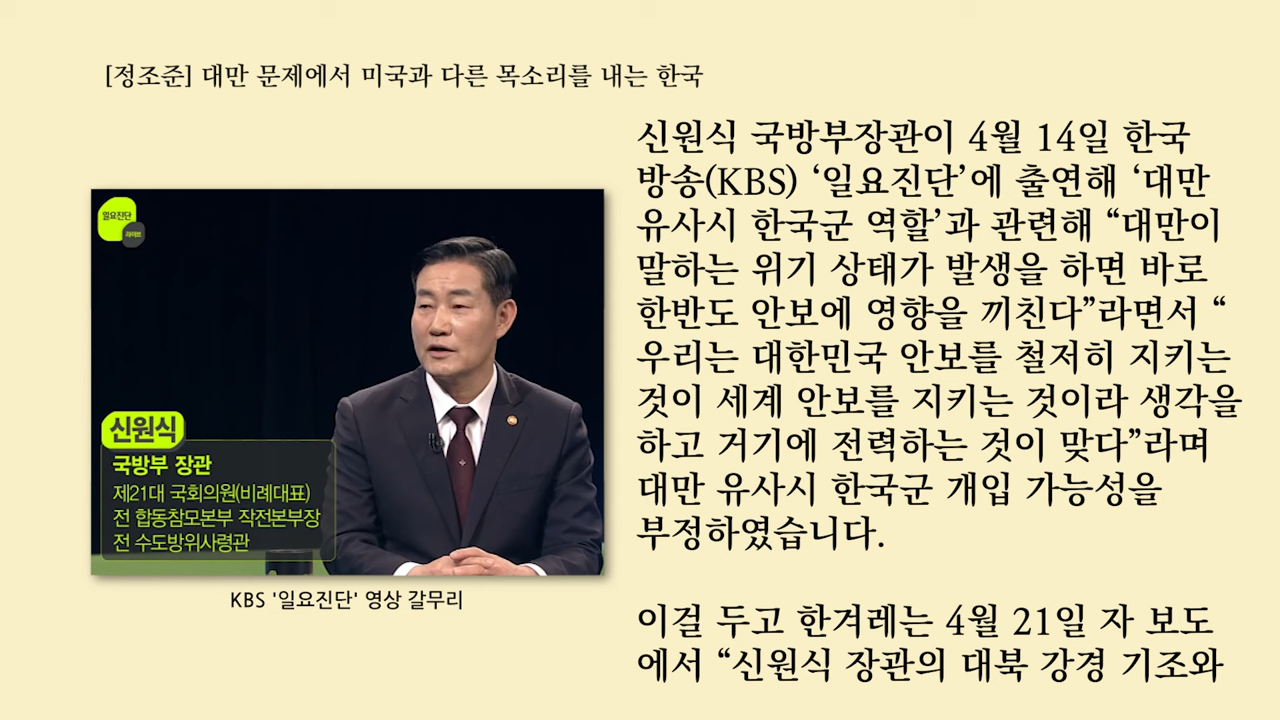 [정조준] 대만 문제에서 미국과 다른 목소리를 내는 한국
일요진단
라이브
신원식
국방부 장관
제21대 국회의원(비례대표)
전 합동참모본부 작전본부장
전 수도방위사령관
KBS '일요진단' 영상 갈무리
신원식 국방부장관이 4월 14일 한국
방송(KBS) ‘일요진단’에 출연해 ‘대만
유사시 한국군 역할’과 관련해 “대만이
말하는 위기 상태가 발생을 하면 바로
한반도 안보에 영향을 끼친다”라면서 “
우리는 대한민국 안보를 철저히 지키는
것이 세계 안보를 지키는 것이라 생각을
하고 거기에 전력하는 것이 맞다”라며
대만 유사시 한국군 개입 가능성을
부정하였습니다.
이걸 두고 한겨레는 4월 21일 자 보도
에서 “신원식 장관의 대북 강경 기조와